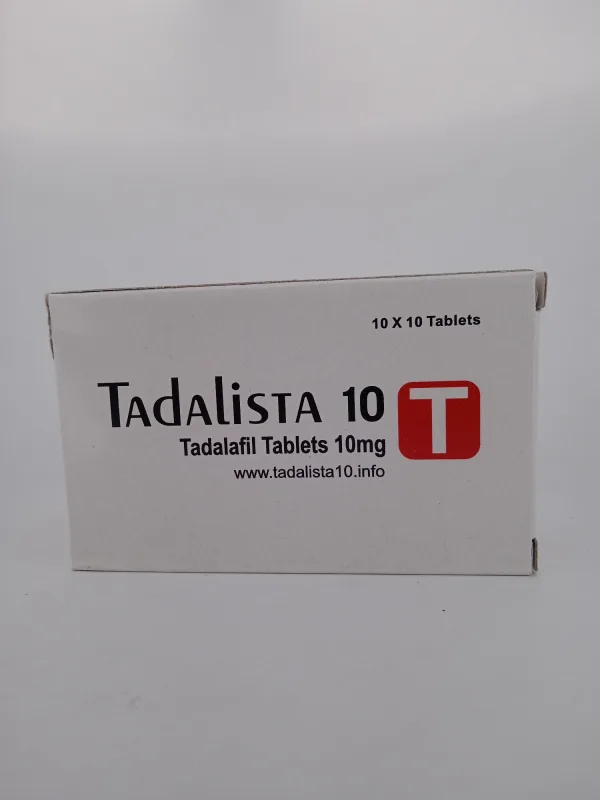 10 X 10 Tablets
TADALISTA 10
T
Tadalafil Tablets 10mg
www.tadalista10.info